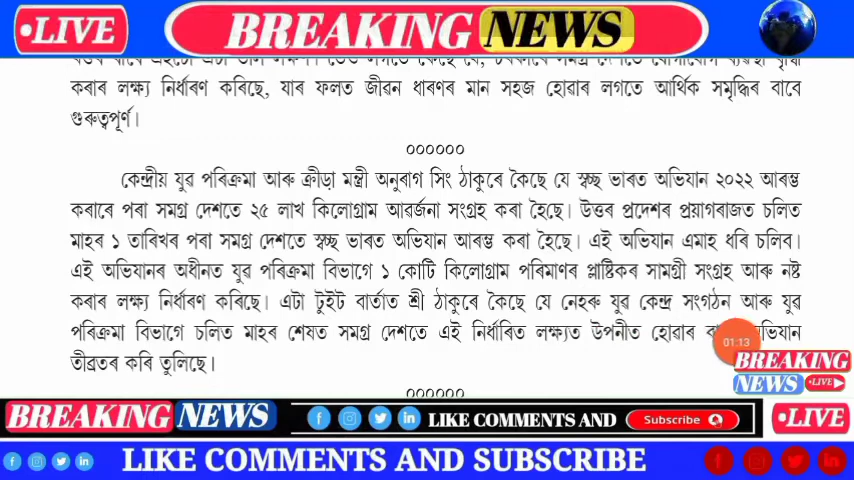 LIVE BREAKING NEWS LIVE
কৰাৰ লক্ষ্য নিৰ্ধাৰণ কৰিছে, যাৰ ফলত জীৱন ধাৰণৰ মান সহজ হোৱাৰ লগতে আৰ্থিক সমৃদ্ধিৰ বাবে
গুৰুত্বপূৰ্ণ।
০০০০০০
কেন্দ্ৰীয় যুৱ পৰিক্ৰমা আৰু ক্ৰীড়া মন্ত্ৰী অনুৰাগ সিং ঠাকুৰে কৈছে যে স্বচ্ছ ভাৰত অভিযান ২০২২ আৰম্ভ
কৰাৰে পৰা সমগ্ৰ দেশতে ২৫ লাখ কিলোগ্ৰাম আৱৰ্জনা সংগ্ৰহ কৰা হৈছে। উত্তৰ প্ৰদেশৰ প্ৰয়াগৰাজত চলিত
মাহৰ ১ তাৰিখৰ পৰা সমগ্ৰ দেশতে স্বচ্ছ ভাৰত অভিযান আৰম্ভ কৰা হৈছে। এই অভিযান এমাহ ধৰি চলিব।
এই অভিযানৰ অধীনত যুৱ পৰিক্ৰমা বিভাগে ১ কোটি কিলোগ্ৰাম পৰিমাণৰ প্লাষ্টিকৰ সামগ্ৰী সংগ্ৰহ আৰু নষ্ট
কৰাৰ লক্ষ্য নিৰ্ধাৰণ কৰিছে। এটা টুইট বাৰ্তাত শ্ৰী ঠাকুৰে কৈছে যে নেহৰু যুৱ কেন্দ্ৰ সংগঠন আৰু যুৱ
পৰিক্ৰমা বিভাগে চলিত মাহৰ শেষত সমগ্ৰ দেশতে এই নিৰ্ধাৰিত লক্ষ্যত উপনীত হোৱাৰ
01:13
তীব্ৰতৰ কৰি তুলিছে।
BREAKING
NEWS LIVE
০০০০০০
BREAKING NEWS LIKE COMMENTS AND Subscribe LIVE
LIKE COMMENTS AND SUBSCRIBE